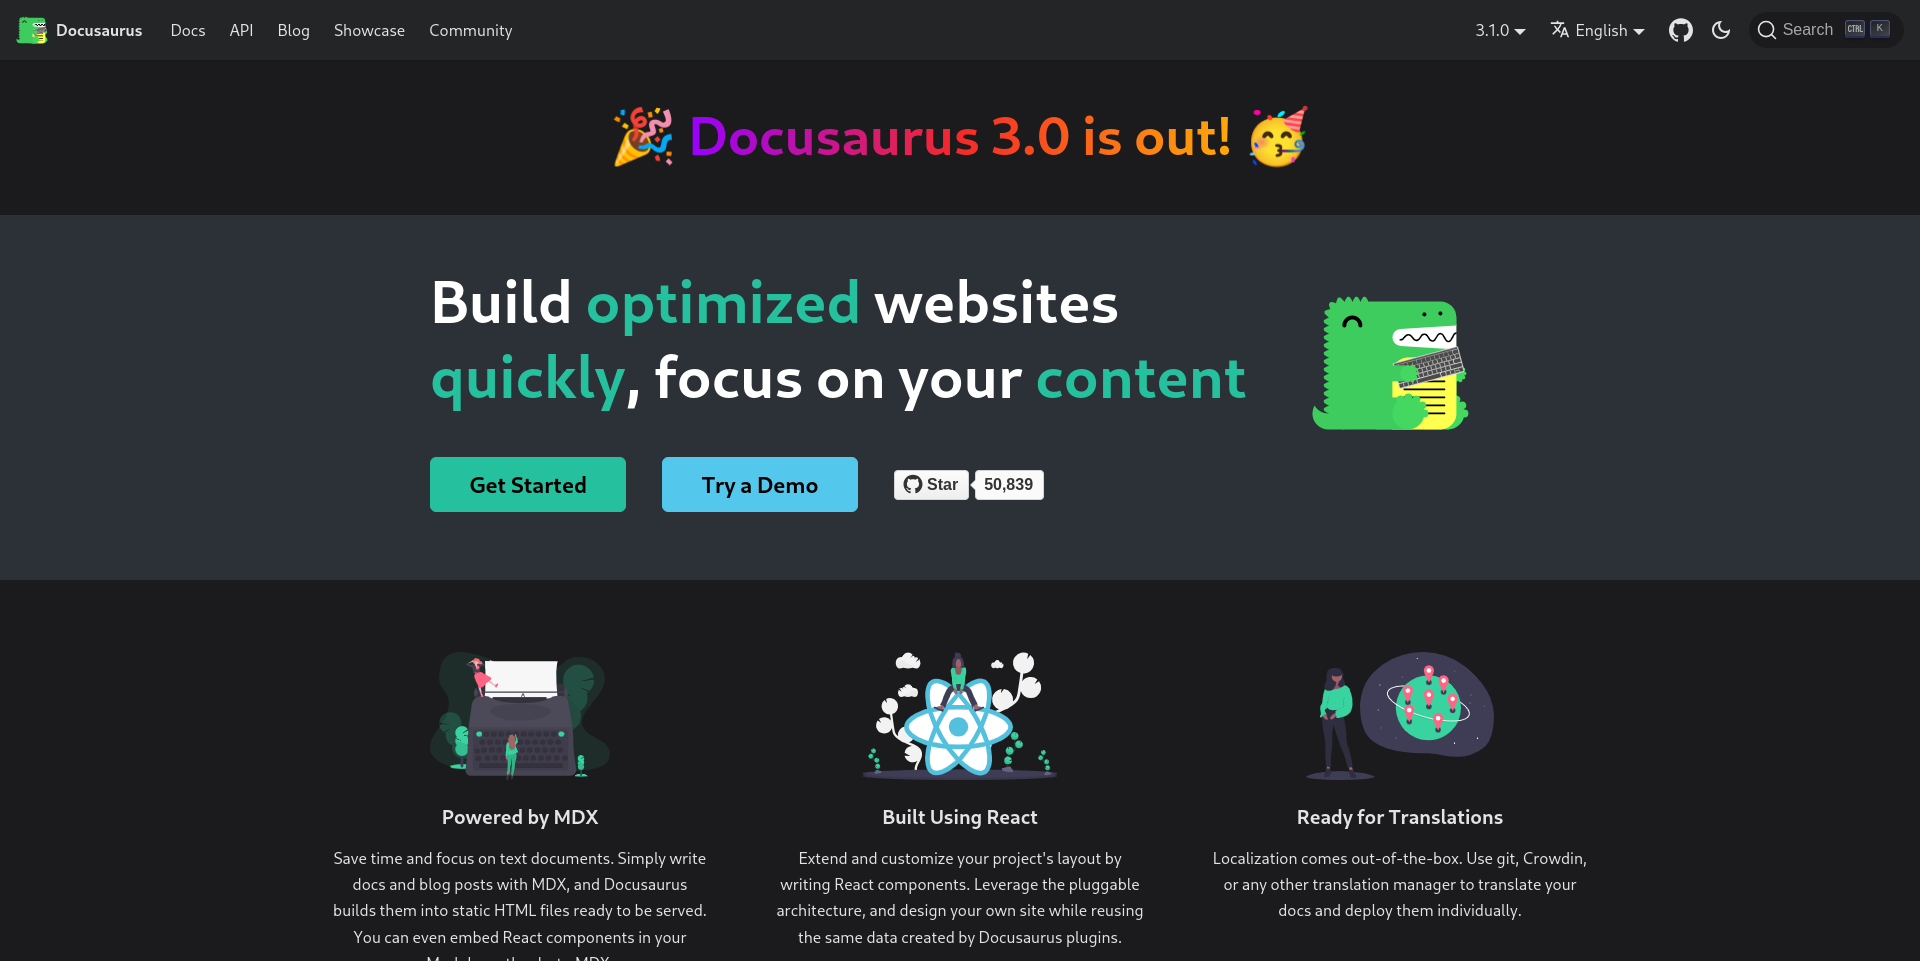 Docusaurus Docs API Blog Showcase Community 3.1.0 English Search CTRL K
🎉 Docusaurus 3.0 is out! 🥳
Build optimized websites
quickly, focus on your content
Get Started Try a Demo Star 50,839
Powered by MDX
Save time and focus on text documents. Simply write
docs and blog posts with MDX, and Docusaurus
builds them into static HTML files ready to be served.
You can even embed React components in your
Built Using React
Extend and customize your project's layout by
writing React components. Leverage the pluggable
architecture, and design your own site while reusing
the same data created by Docusaurus plugins.
Ready for Translations
Localization comes out-of-the-box. Use git, Crowdin,
or any other translation manager to translate your
docs and deploy them individually.